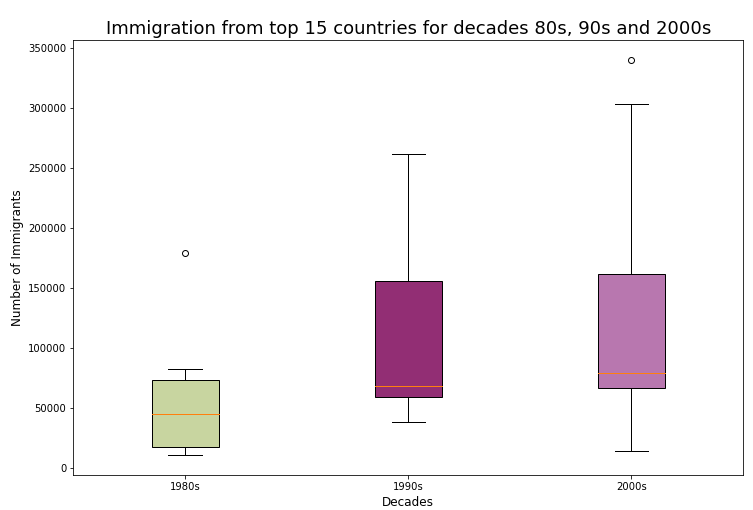 Immigration from top 15 countries for decades 80s, 90s and 2000s
350000
300000
250000
200000
150000
100000
50000
0
Number of Immigrants
1980s
1990s
2000s
Decades